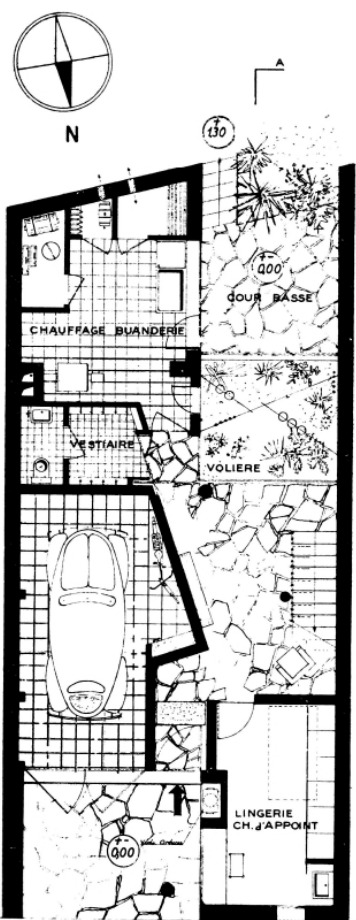 N
A
+
130
+-
0,00
COUR BASSE
CHAUFFAGE BUANDERIE
VESTIAIRE
VOLIERE
LINGERIE
CH. d'APPOINT
+-
0,00